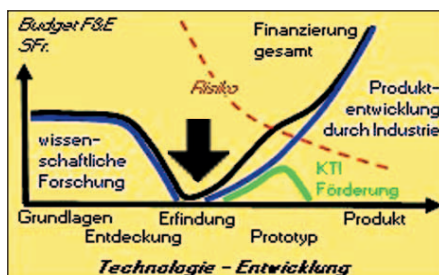 Budget F&E
SFr.
Finanzierung
gesamt
Risiko
Produkt-
entwicklung
durch Industrie
wissen-
schaftliche
Forschung
KTI
Förderung
Grundlagen
Erfindung
Produkt
Entdeckung
Prototyp
Technologie - Entwicklung